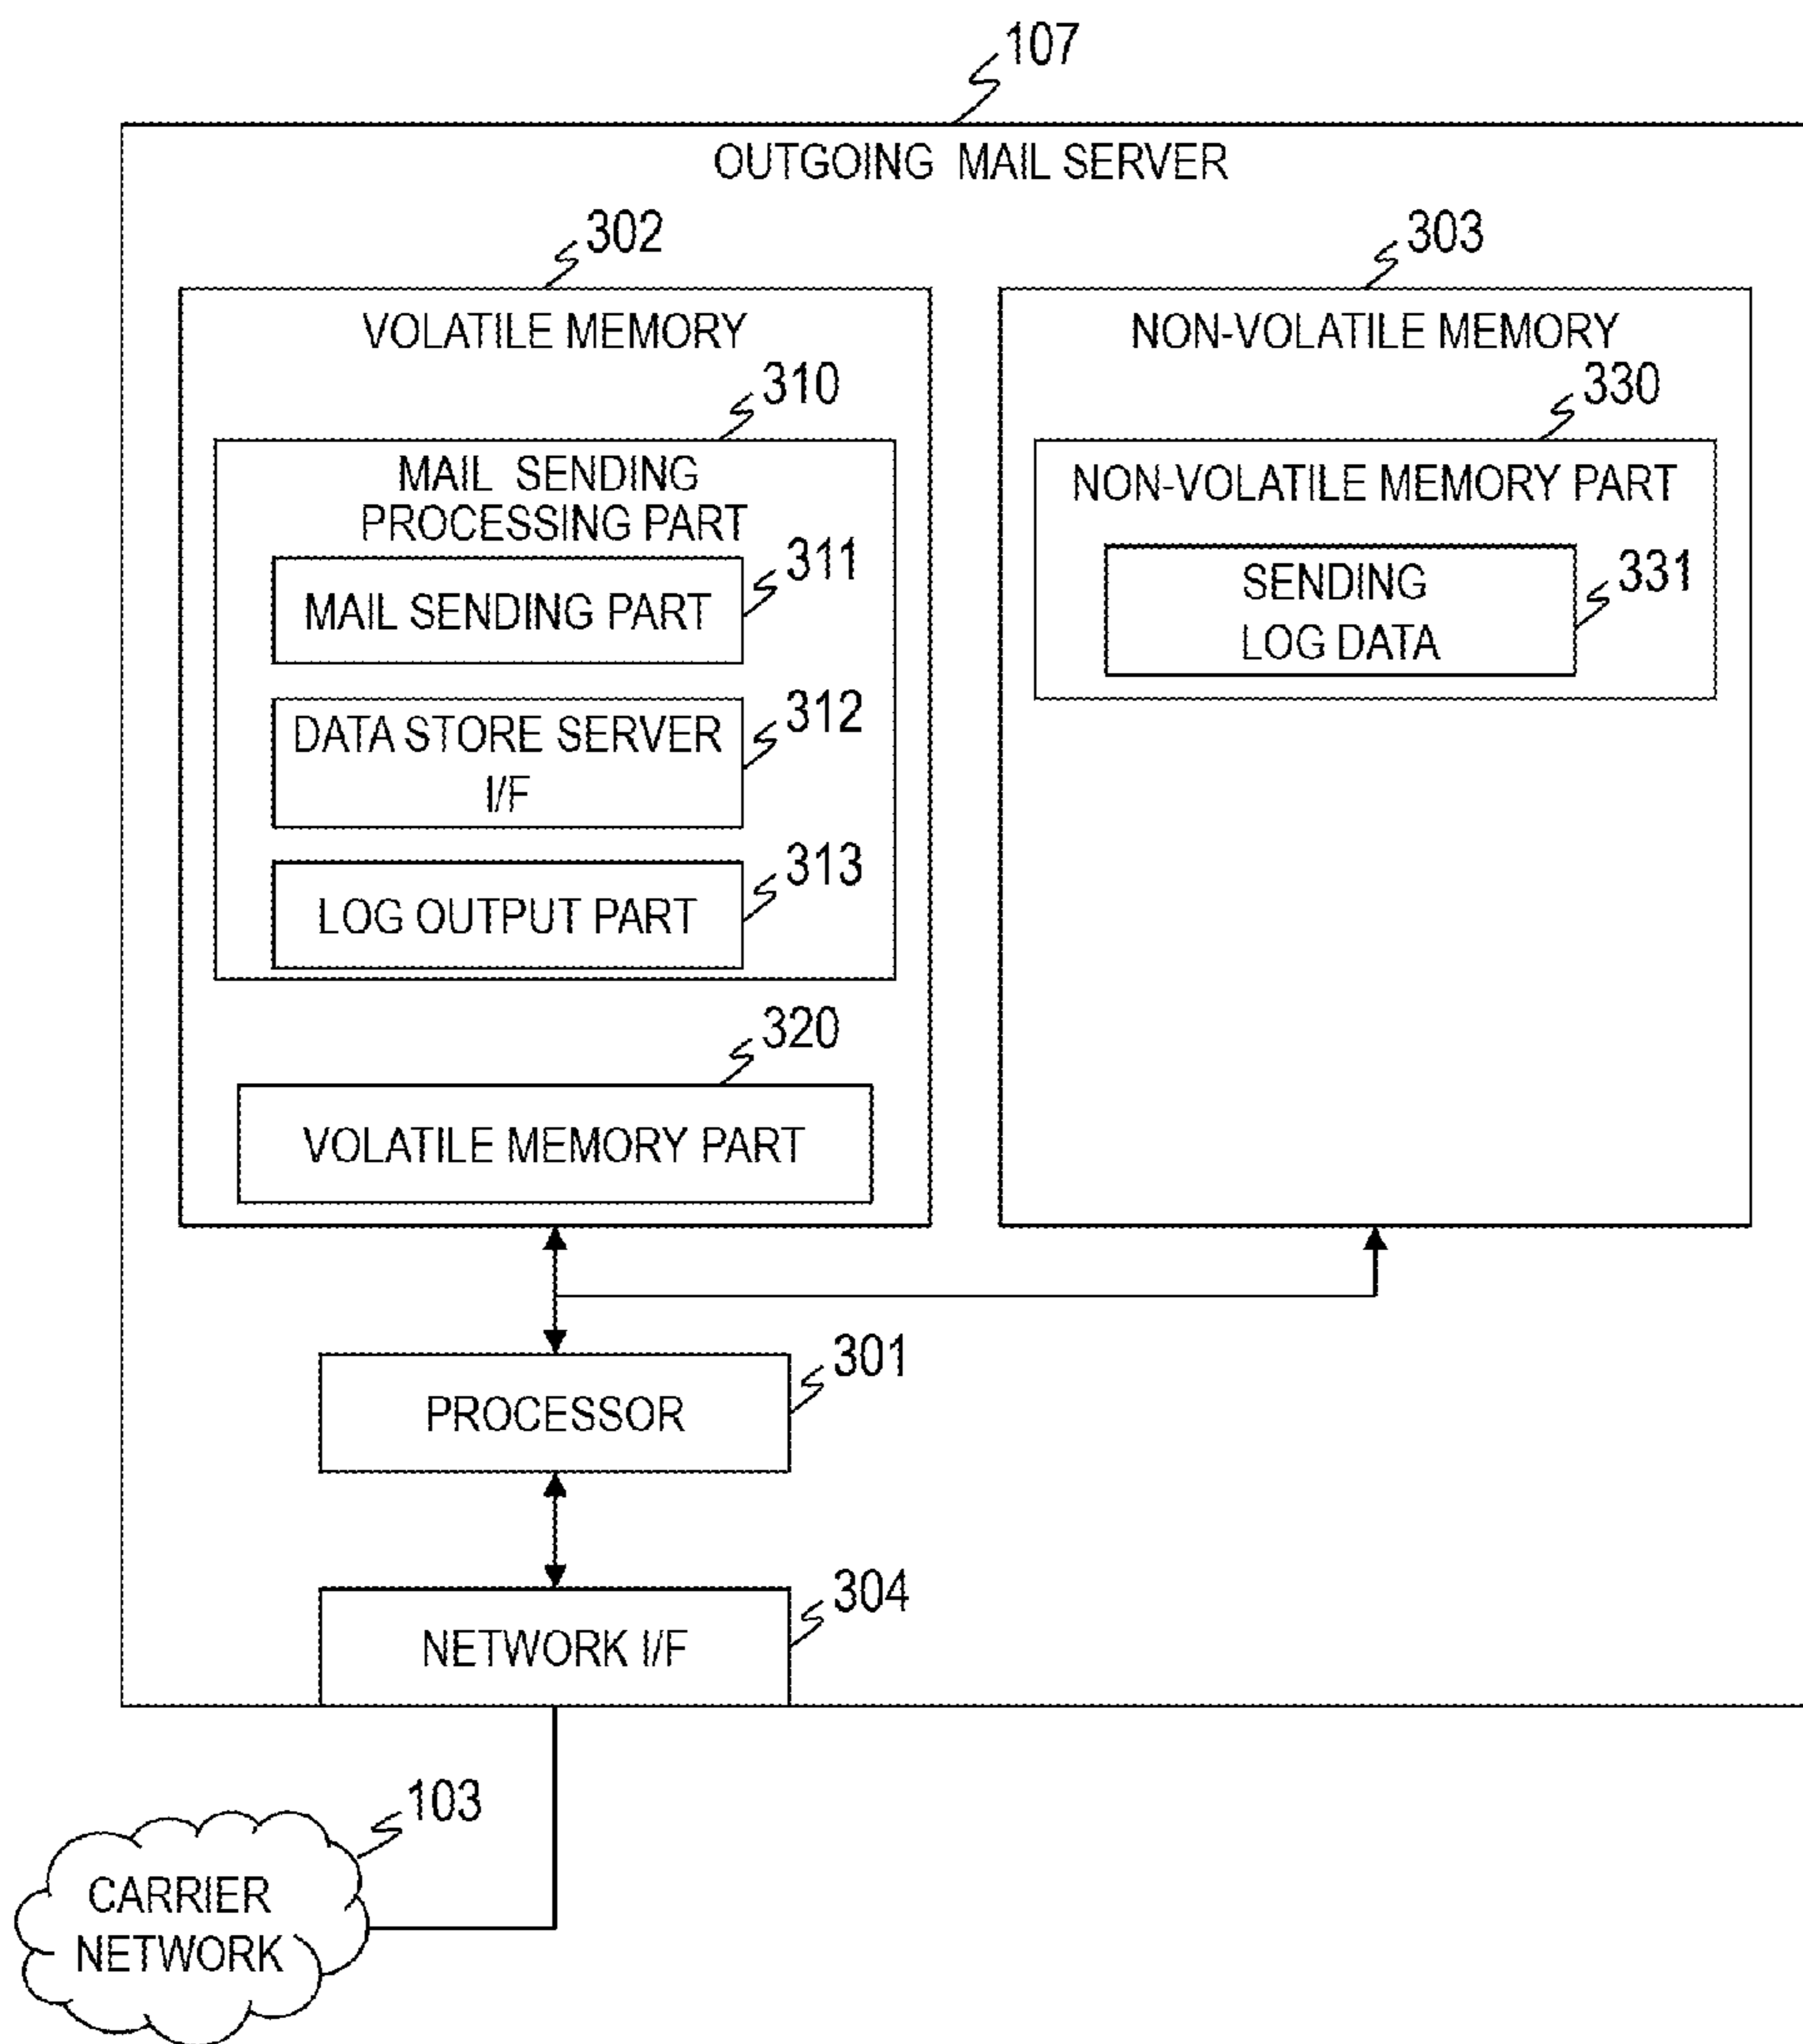 107
OUTGOING MAIL SERVER
302
303
VOLATILE MEMORY
NON-VOLATILE MEMORY
310
330
MAIL SENDING
PROCESSING PART
NON-VOLATILE MEMORY PART
311
MAIL SENDING PART
SENDING
LOG DATA
331
312
DATA STORE SERVER
I/F
313
LOG OUTPUT PART
320
VOLATILE MEMORY PART
301
PROCESSOR
304
NETWORK I/F
103
CARRIER
NETWORK